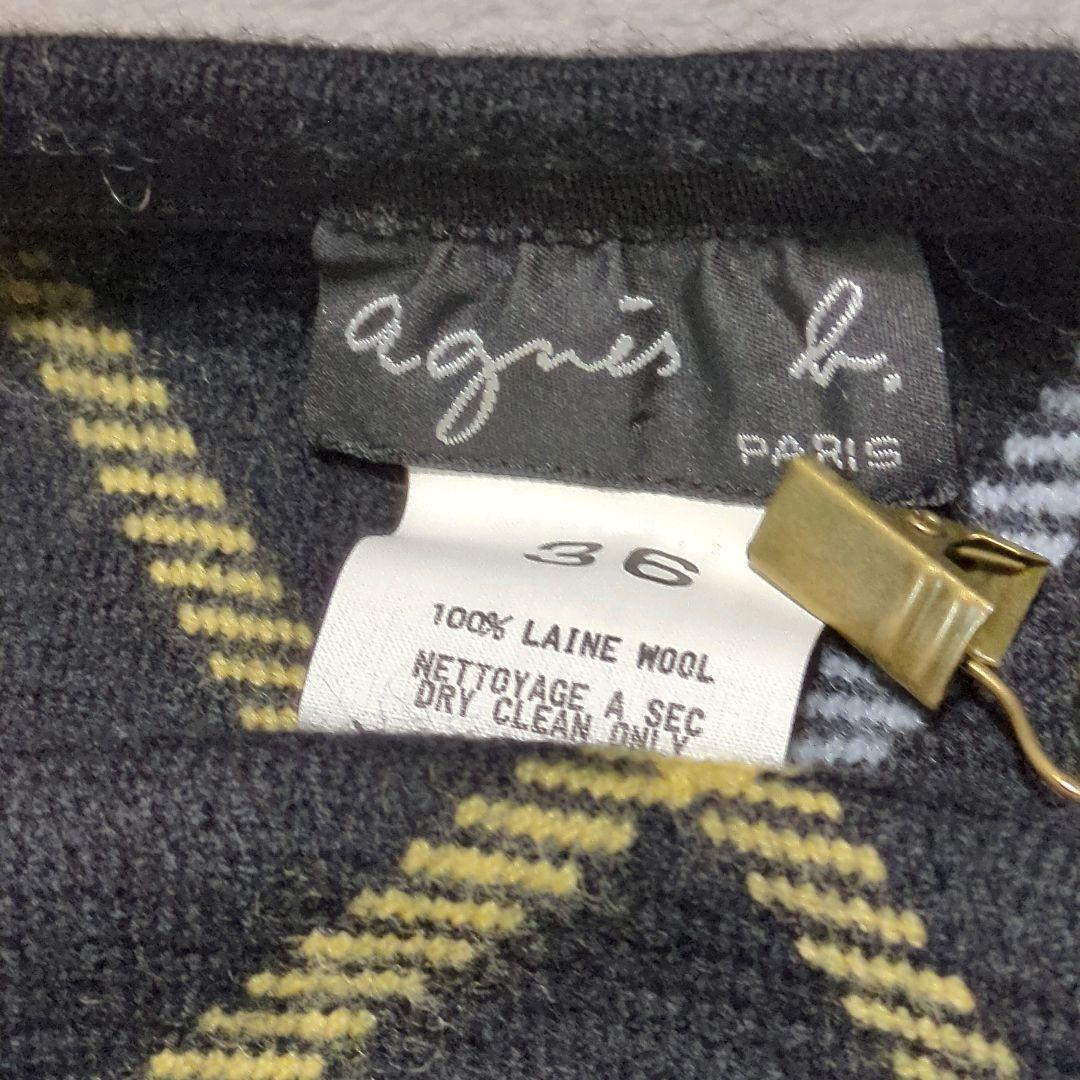 agnès b.
PARIS
36
100% LAINE WOOL
NETTOYAGE A SEC
DRY CLEAN ONLY